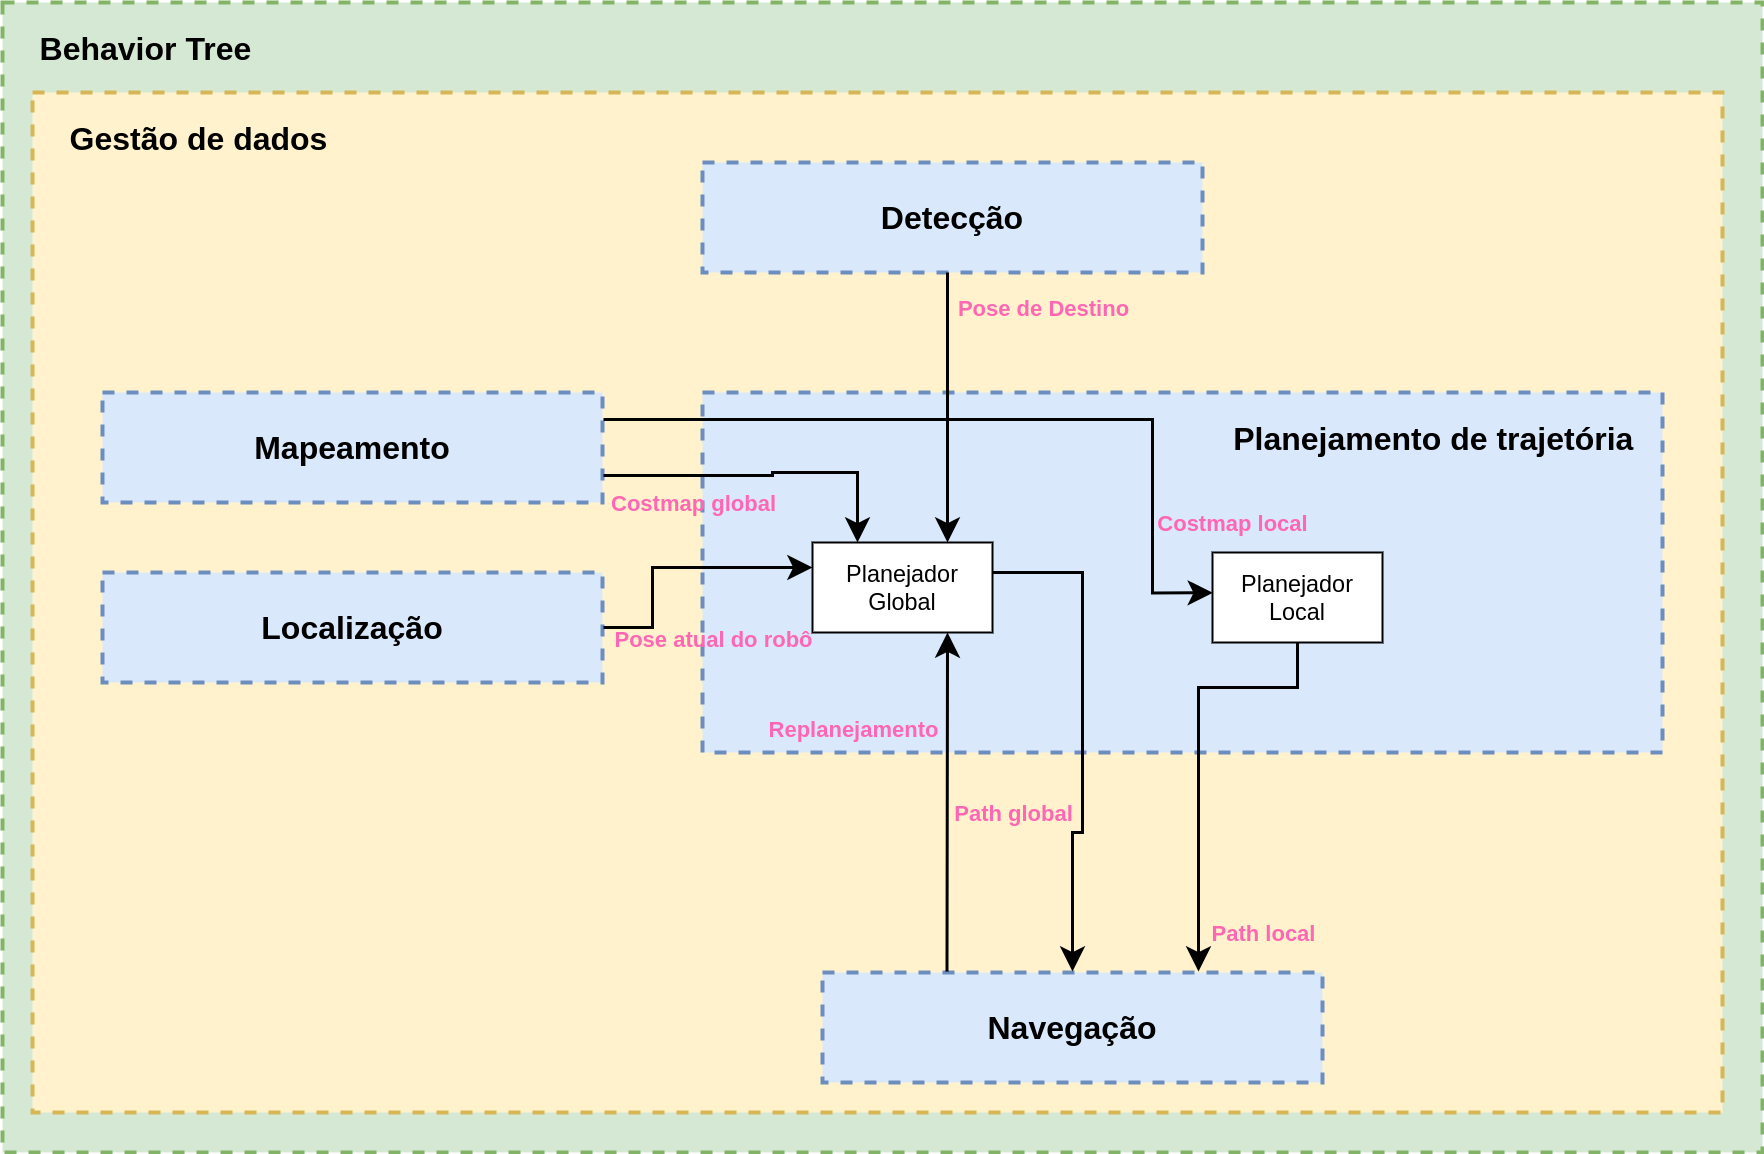 Behavior Tree
Gestão de dados
Detecção
Pose de Destino
Mapeamento
Planejamento de trajetória
Costmap global
Costmap local
Planejador
Global
Planejador
Local
Localização
Pose atual do robô
Replanejamento
Path global
Path local
Navegação